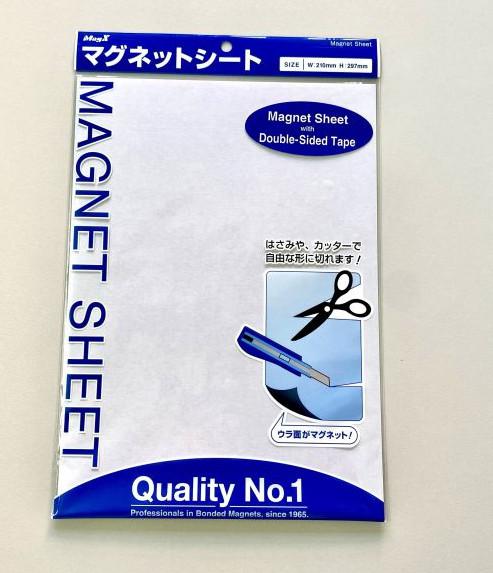 MagX
Magnet Sheet
マグネットシート
SIZE W.210mm H.297mm
MAGNET SHEET
Magnet Sheet
with
Double-Sided Tape
はさみや、カッターで
自由な形に切れます!
ウラ面がマグネット!
Quality No.1
Professionals in Bonded Magnets, since 1965.